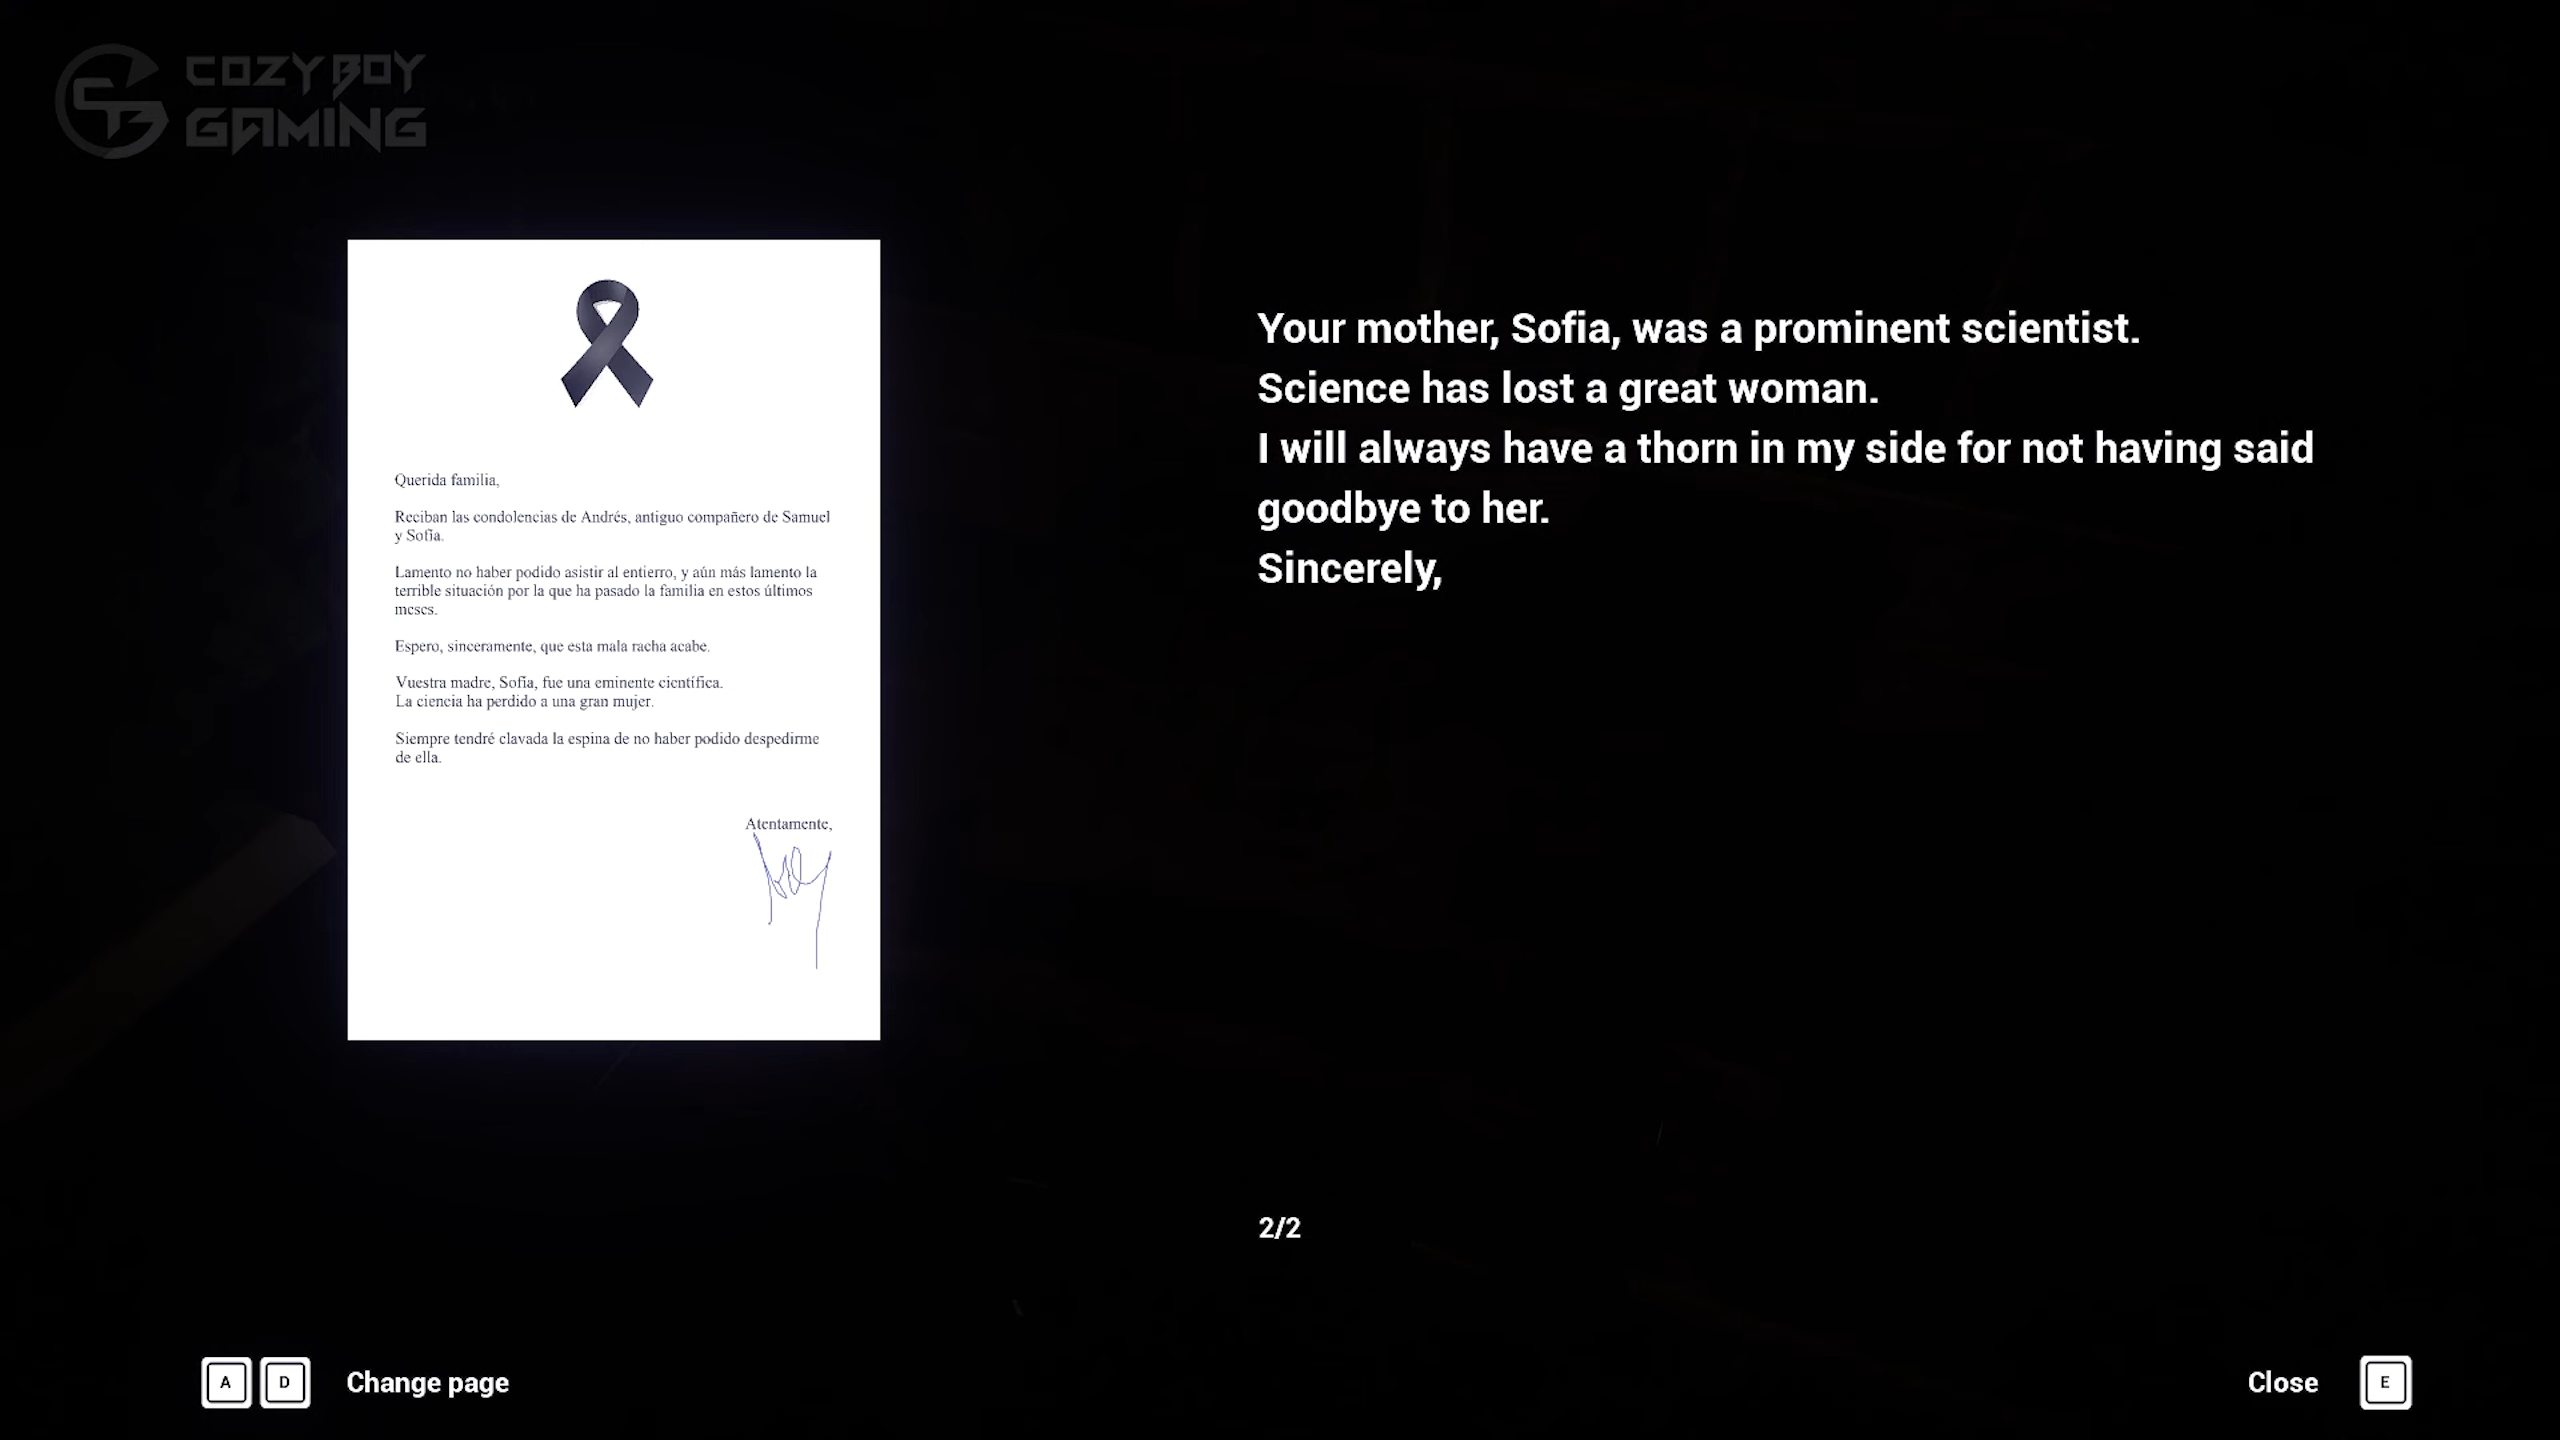 COZY BOY
GAMING
Querida familia,
Reciban las condolencias de Andrés, antiguo compañero de Samuel
y Sofía.
Lamento no haber podido asistir al entierro, y aún más lamento la
terrible situación por la que ha pasado la familia en estos últimos
meses.
Espero, sinceramente, que esta mala racha acabe.
Vuestra madre, Sofía, fue una eminente científica.
La ciencia ha perdido a una gran mujer.
Siempre tendré clavada la espina de no haber podido despedirme
de ella.
Atentamente,
Your mother, Sofia, was a prominent scientist.
Science has lost a great woman.
I will always have a thorn in my side for not having said
goodbye to her.
Sincerely,
2/2
A D Change page
Close E